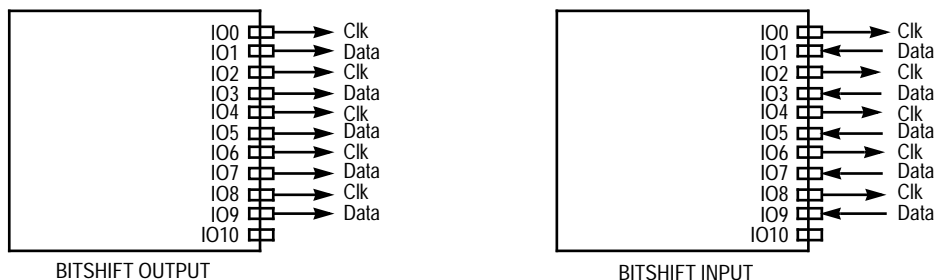 IO0 Clk
IO1 Data
IO2 Clk
IO3 Data
IO4 Clk
IO5 Data
IO6 Clk
IO7 Data
IO8 Clk
IO9 Data
IO10
BITSHIFT OUTPUT
IO0 Clk
IO1 Data
IO2 Clk
IO3 Data
IO4 Clk
IO5 Data
IO6 Clk
IO7 Data
IO8 Clk
IO9 Data
IO10
BITSHIFT INPUT